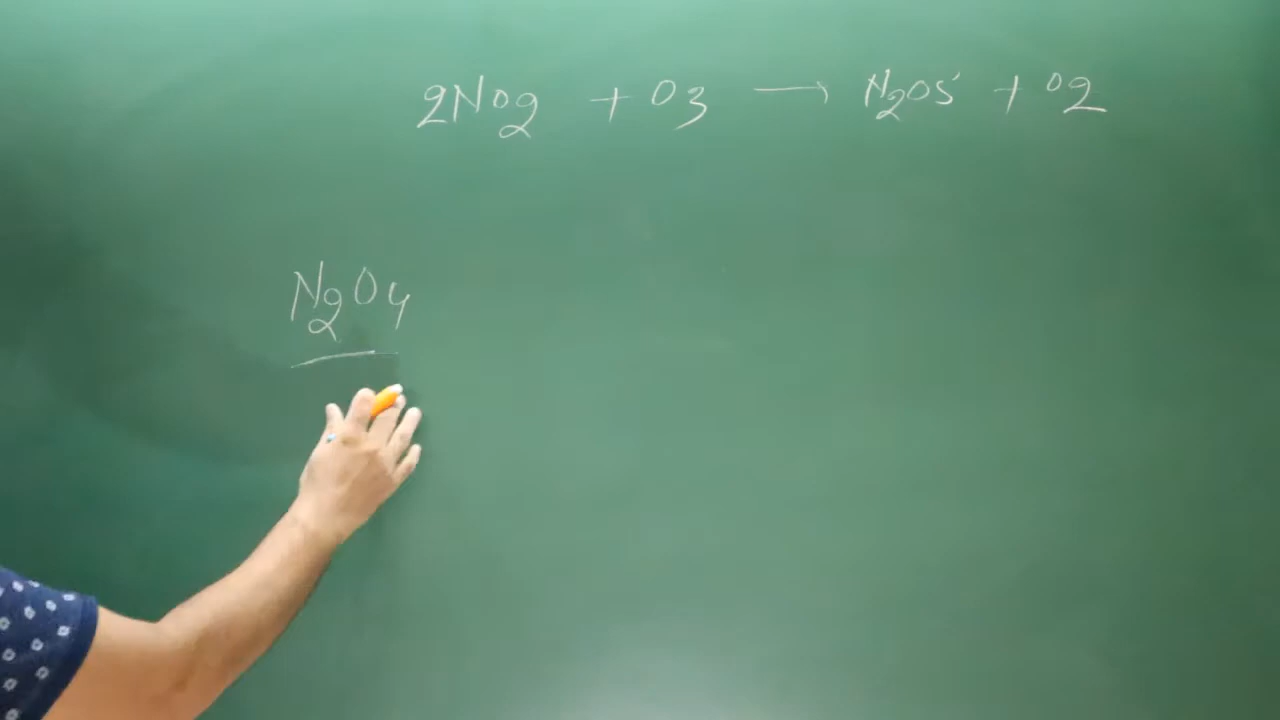 2NO2 + O3 → N2O5 + O2
N2O4